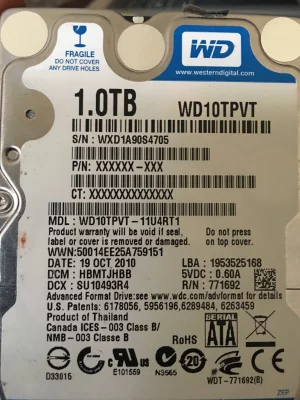 FRAGILE
DO NOT COVER
ANY DRIVE HOLES
WD
www.westerndigital.com
1.0TB WD10TPVT
S/N : WXD1A90S4705
P/N: XXXXXX-XXX
CT: XXXXXXXXXXXXXX
MDL : WD10TPVT-11U4RT1
Product warranty will be void if seal, label or cover is removed or damaged.
Do not press on top cover
WWN:50014EE25A759151
DATE: 19 OCT 2010 LBA : 1953525168
DCM : HBMTJHBB 5VDC : 0.60A
DCX : SU10493R4 R/N : 771692
Advanced Format Drive:see www.wdc.com/advformat for details
U.S. Patents: 6178056, 5956196,6289484, 6263459
Product of Thailand
Canada ICES - 003 Class B/
NMB-003 Classe B
RoHS
SERIAL
SATA
D33015 E101559 N3565 WDT-771692(B)
ZEP